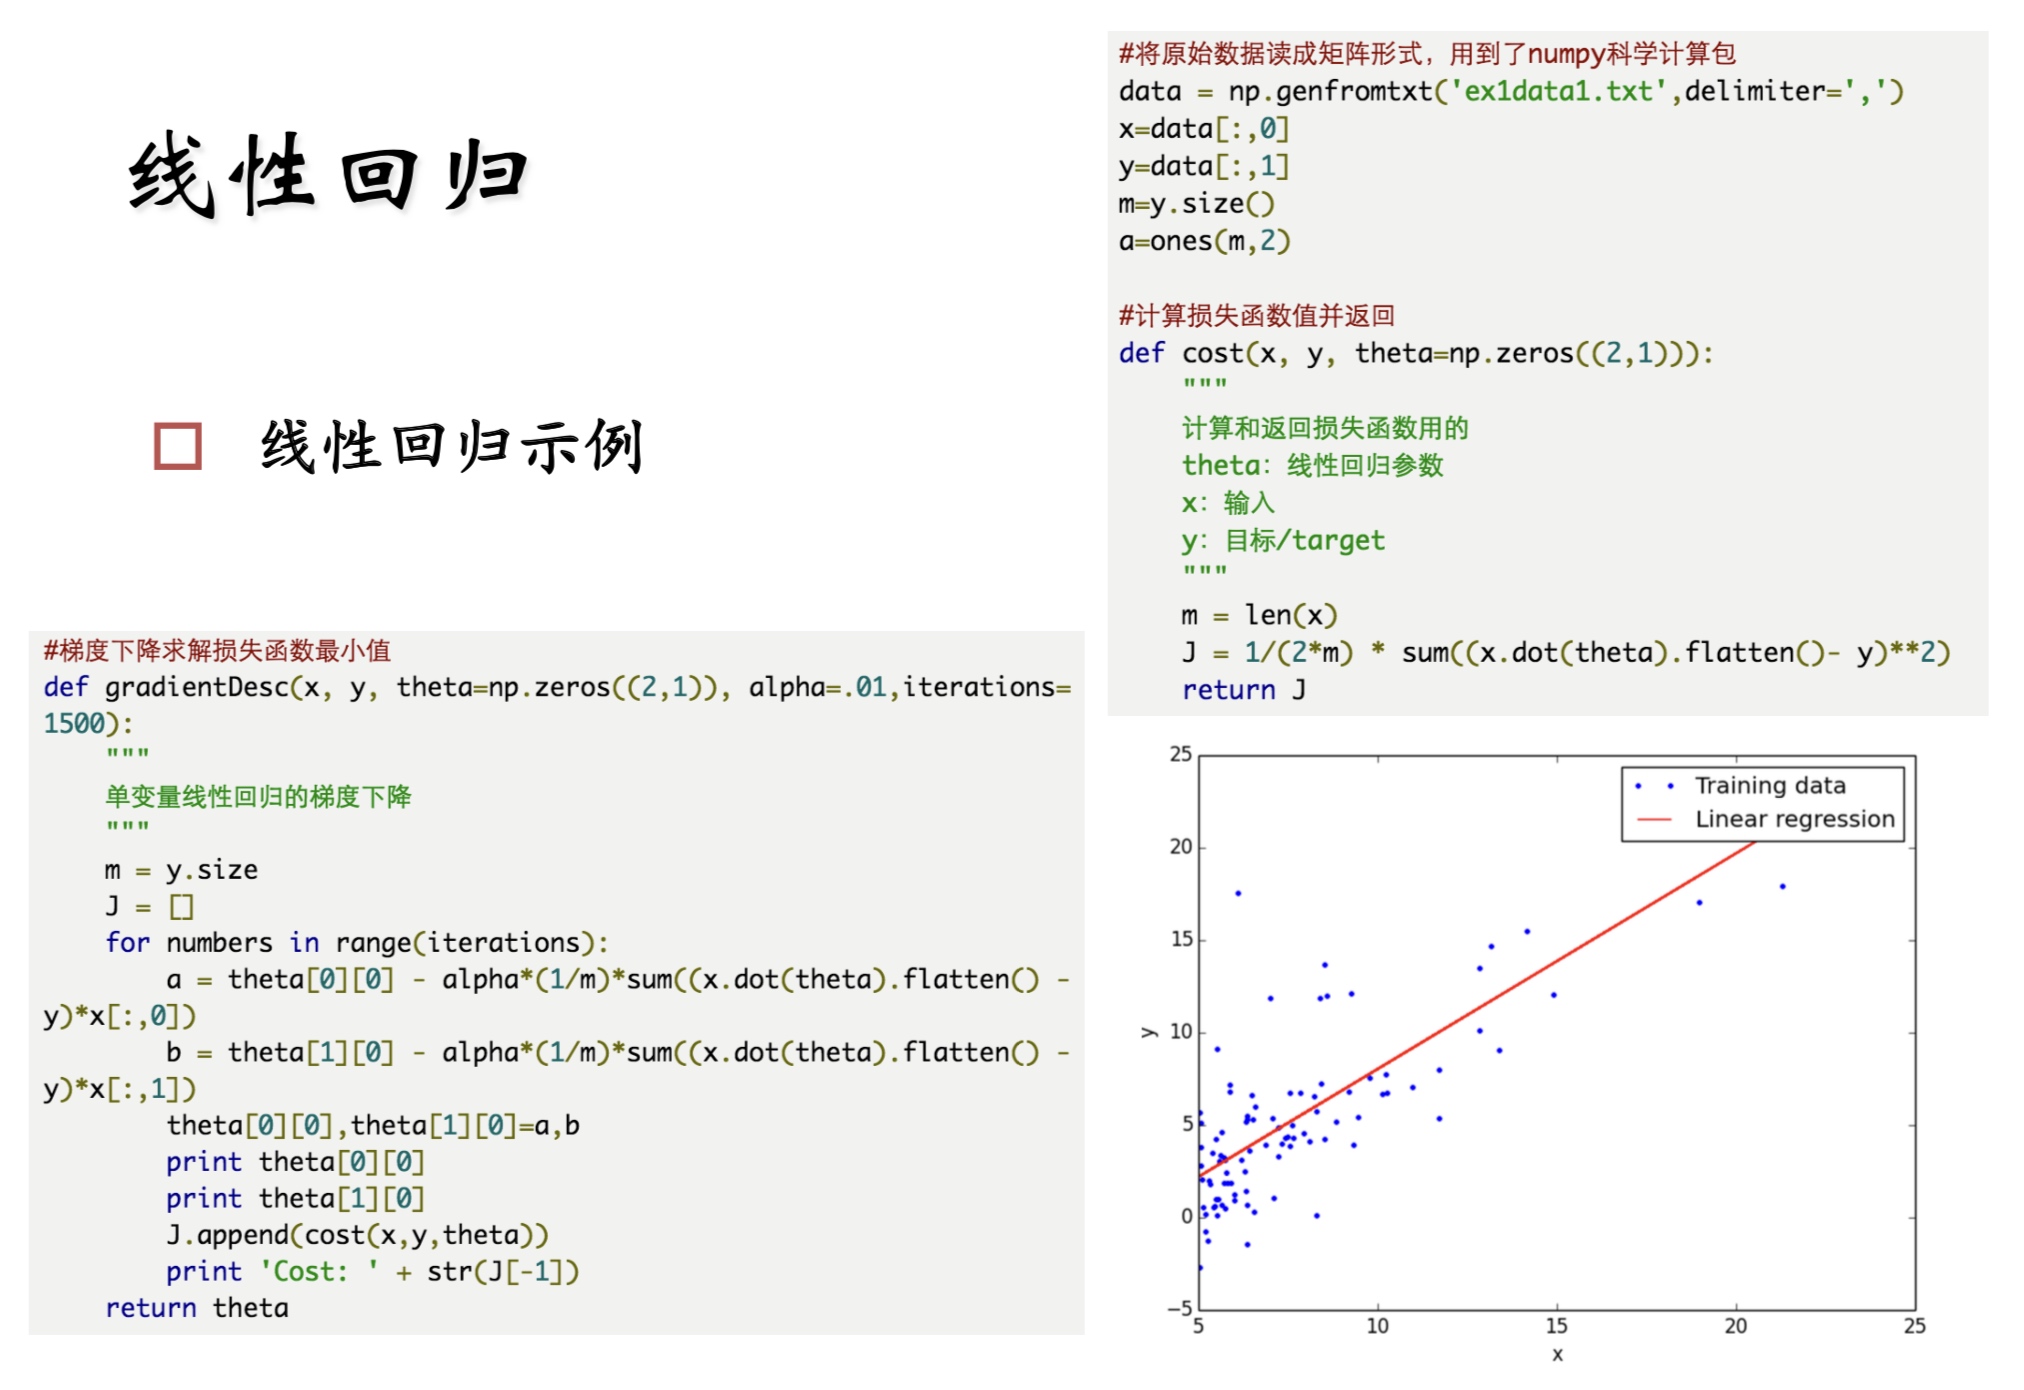 线性回归
线性回归示例
#将原始数据读成矩阵形式，用到了numpy科学计算包
data = np.genfromtxt('ex1data1.txt',delimiter=',')
x=data[:,0]
y=data[:,1]
m=y.size()
a=ones(m,2)
#计算损失函数值并返回
def cost(x, y, theta=np.zeros((2,1))):
"""
计算和返回损失函数用的
theta：线性回归参数
x：输入
y：目标/target
"""
m = len(x)
J = 1/(2*m) * sum((x.dot(theta).flatten()- y)**2)
return J
#梯度下降求解损失函数最小值
def gradientDesc(x, y, theta=np.zeros((2,1)), alpha=.01,iterations=
1500):
"""
单变量线性回归的梯度下降
"""
m = y.size
J = []
for numbers in range(iterations):
a = theta[0][0] - alpha*(1/m)*sum((x.dot(theta).flatten() -
y)*x[:,0])
b = theta[1][0] - alpha*(1/m)*sum((x.dot(theta).flatten() -
y)*x[:,1])
theta[0][0],theta[1][0]=a,b
print theta[0][0]
print theta[1][0]
J.append(cost(x,y,theta))
print 'Cost: ' + str(J[-1])
return theta
25
20
15
10
5
0
−5
y
Training data
Linear regression
5 10 15 20 25
x